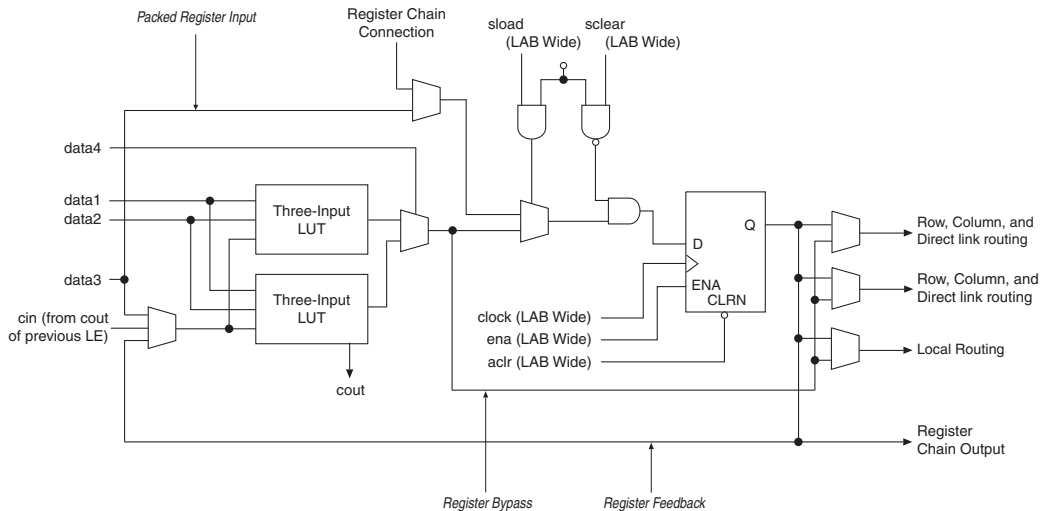 Packed Register Input
Register Chain
Connection
sload
(LAB Wide)
sclear
(LAB Wide)
data4
data1
data2
Three-Input
LUT
data3
Three-Input
LUT
cin (from cout
of previous LE)
cout
D
Q
ENA
CLRN
clock (LAB Wide)
ena (LAB Wide)
aclr (LAB Wide)
Row, Column, and
Direct link routing
Row, Column, and
Direct link routing
Local Routing
Register
Chain Output
Register Bypass
Register Feedback